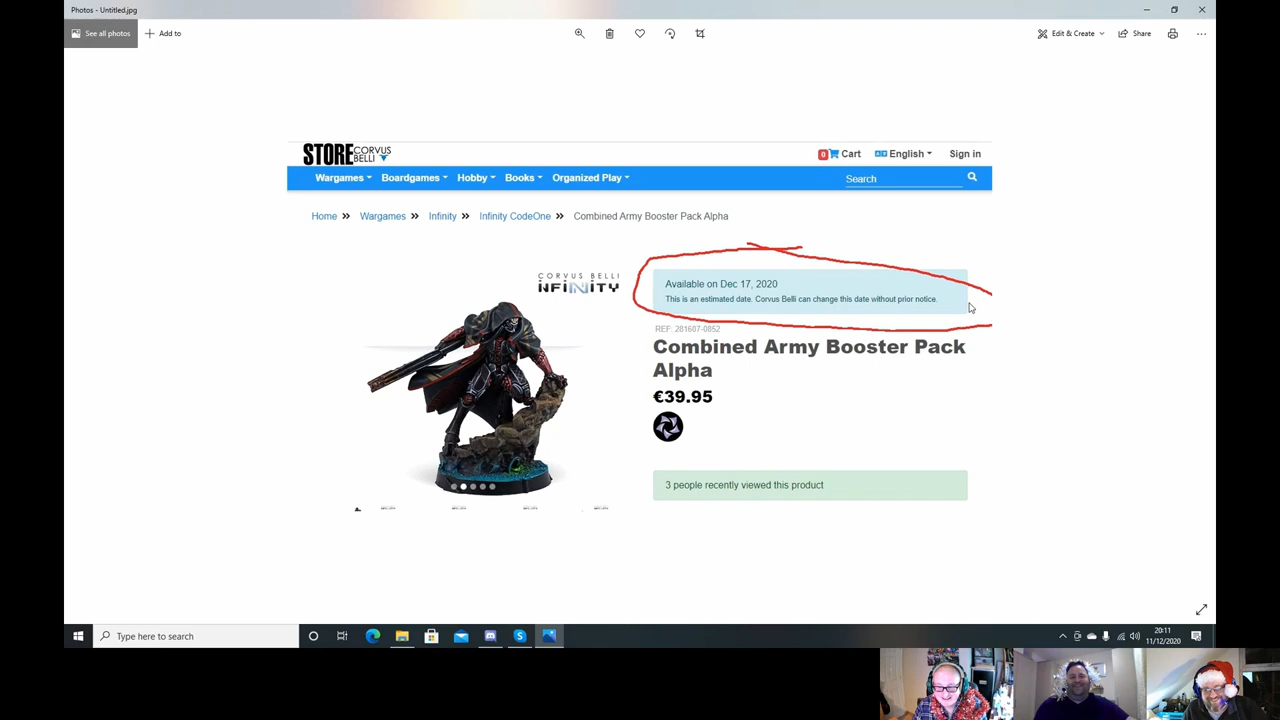 Photos - Untitled.jpg
See all photos
Add to
Edit & Create
Share
STORE CORVUS BELLI
0 Cart
English
Sign in
Wargames
Boardgames
Hobby
Books
Organized Play
Search
Home » Wargames » Infinity » Infinity CodeOne » Combined Army Booster Pack Alpha
CORVUS BELLI
INFINITY
Available on Dec 17, 2020
This is an estimated date. Corvus Belli can change this date without prior notice.
REF: 281607-0852
Combined Army Booster Pack
Alpha
€39.95
3 people recently viewed this product
Type here to search
20:11
11/12/2020